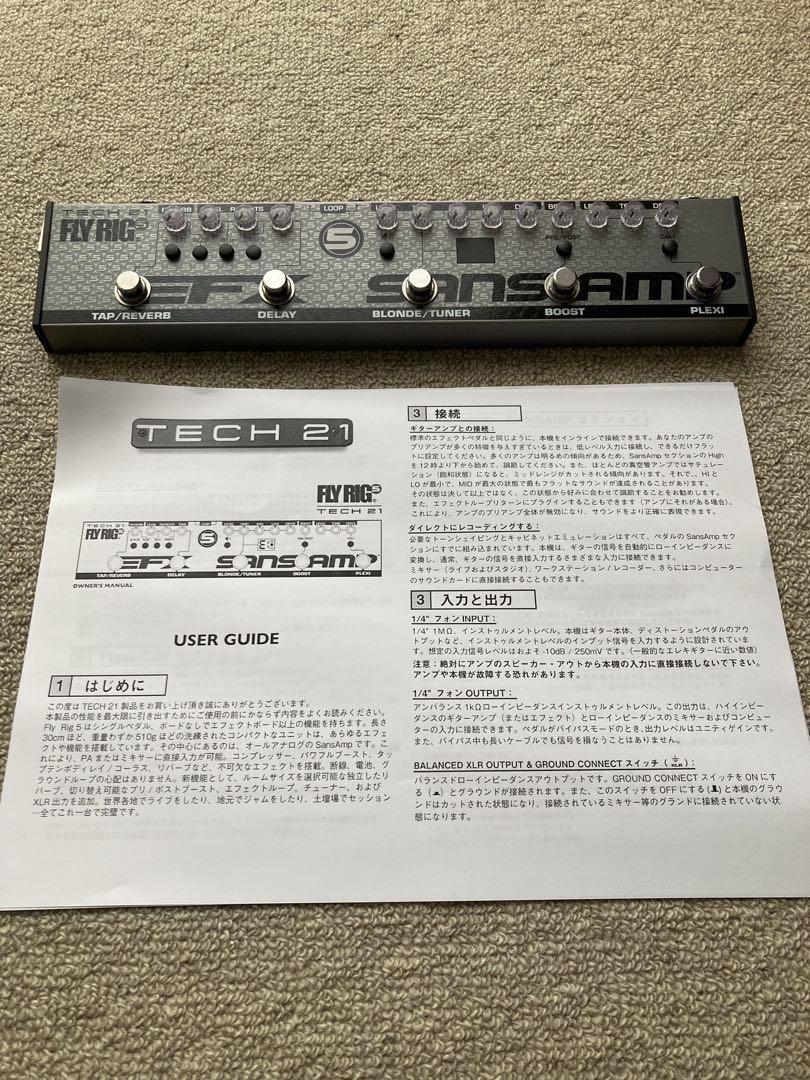 TECH 21
FLY RIG 5
LOOP
PRE/POST
5
EFX
SANSAMP
TAP/REVERB
DELAY
BLONDE/TUNER
BOOST
PLEXI
TECH 21
FLY RIG 5
TECH 21
TECH 21
FLY RIG 5
5
EFX
SANSAMP
TAP/REVERB
DELAY
BLONDE/TUNER
BOOST
PLEXI
OWNER'S MANUAL
USER GUIDE
1 はじめに
この度は TECH 21 製品をお買い上げ頂き誠にありがとうございます。
本製品の性能を最大限に引き出すためにご使用の前にかならず内容をよくお読みください。
Fly Rig 5 はシングルペダル、ボードなしでエフェクトボード以上の機能を持ちます。長さ
30cm ほど、重量わずか 510g ほどの洗練されたコンパクトなユニットは、あらゆるエフェ
クトや機能を搭載しています。その中心にあるのは、オールアナログの SansAmp です。こ
れにより、PA またはミキサーに直接入力が可能。コンプレッサー、パワフルブースト、タッ
プテンポディレイ / コーラス、リバーブなど、不可欠なエフェクトを搭載。断線、電池、グ
ラウンドループの心配はありません。新機能として、ルームサイズを選択可能な独立したリ
バーブ、切り替え可能なプリ / ポストブースト、エフェクトループ、チューナー、および
XLR 出力を追加。世界各地でライブをしたり、地元でジャムをしたり、土壇場でセッション
…全てこれ一台で完璧です。
3 接続
ギターアンプとの接続：
標準のエフェクトペダルと同じように、本機をインラインで接続できます。あなたのアンプの
プリアンプが多くの特徴を与えすぎているときは、低レベル入力に接続し、できるだけフラッ
トに設定してください。多くのアンプは明るめの傾向があるため、SansAmp セクションの High
を 12 時より下から始めて、調節してください。また、ほとんどの真空管アンプではサチュレー
ション（飽和状態）になると、ミッドレンジがカットされる傾向があります。それで、、HI と
LO が最小で、MID が最大の状態で最もフラットなサウンドが達成されることがあります。
その状態は決して以上ではなく、この状態から好みに合わせて調節することをお勧めします。
また、エフェクトループリターンにプラグインすることもできます（アンプにそれがある場合）。
これにより、アンプのプリアンプ全体が無効になり、サウンドをより正確に表現できます。
ダイレクトにレコーディングする：
必要なトーンシェイピングとキャビネットエミュレーションはすべて、ペダルの SansAmp セク
ションにすでに組み込まれています。本機は、ギターの信号を自動的にローインピーダンスに
変換し、通常、ギターの信号を直接入力するさまざまな入力に接続できます。
ミキサー（ライブおよびスタジオ）、ワークステーション / レコーダー、さらにはコンピューター
のサウンドカードに直接接続することもできます。
3 入力と出力
1/4" フォン INPUT：
1/4" 1MΩ、インストゥルメントレベル。本機はギター本体、ディストーションペダルのアウ
トプットなど、インストゥルメンツレベルのインプット信号を入力するように設計されていま
す。想定の入力信号レベルはおよそ -10dB / 250mV です。(一般的なエレキギターに近い数値)
注意：絶対にアンプのスピーカー・アウトから本機の入力に直接接続しないで下さい。
アンプや本機が故障する恐れがあります。
1/4" フォン OUTPUT：
アンバランス 1kΩローインピーダンスインストゥルメントレベル。この出力は、ハイインピー
ダンスのギターアンプ（またはエフェクト）とローインピーダンスのミキサーおよびコンピュー
ターの入力に接続できます。ペダルがバイパスモードのとき、出力レベルはユニティゲインです。
また、バイパス中も長いケーブルでも信号を損なうことはありません。
BALANCED XLR OUTPUT & GROUND CONNECT スイッチ ( XLR )：
バランスドローインピーダンスアウトプットです。GROUND CONNECT スイッチを ON にす
る ( ) とグラウンドが接続されます。また、このスイッチを OFF にする ( ) と本機のグラウ
ンドはカットされた状態になり、接続されているミキサー等のグランドに接続されていない状
態になります。